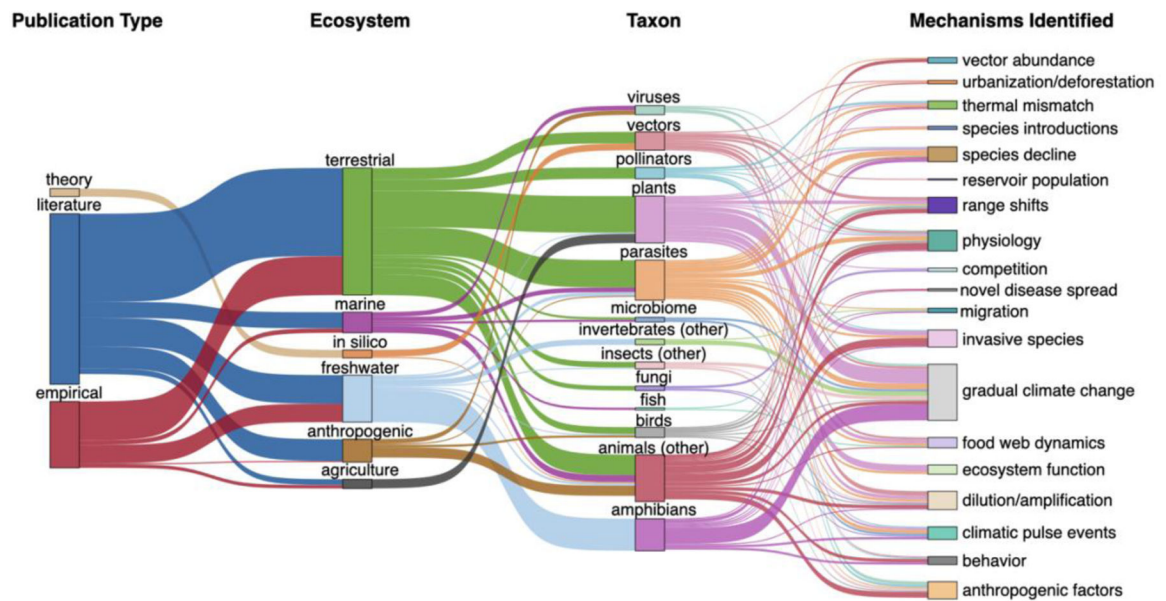 Publication Type
Ecosystem
Taxon
Mechanisms Identified
theory
literature
empirical
terrestrial
marine
in silico
freshwater
anthropogenic
agriculture
viruses
vectors
pollinators
plants
parasites
microbiome
invertebrates (other)
insects (other)
fungi
fish
birds
animals (other)
amphibians
vector abundance
urbanization/deforestation
thermal mismatch
species introductions
species decline
reservoir population
range shifts
physiology
competition
novel disease spread
migration
invasive species
gradual climate change
food web dynamics
ecosystem function
dilution/amplification
climatic pulse events
behavior
anthropogenic factors